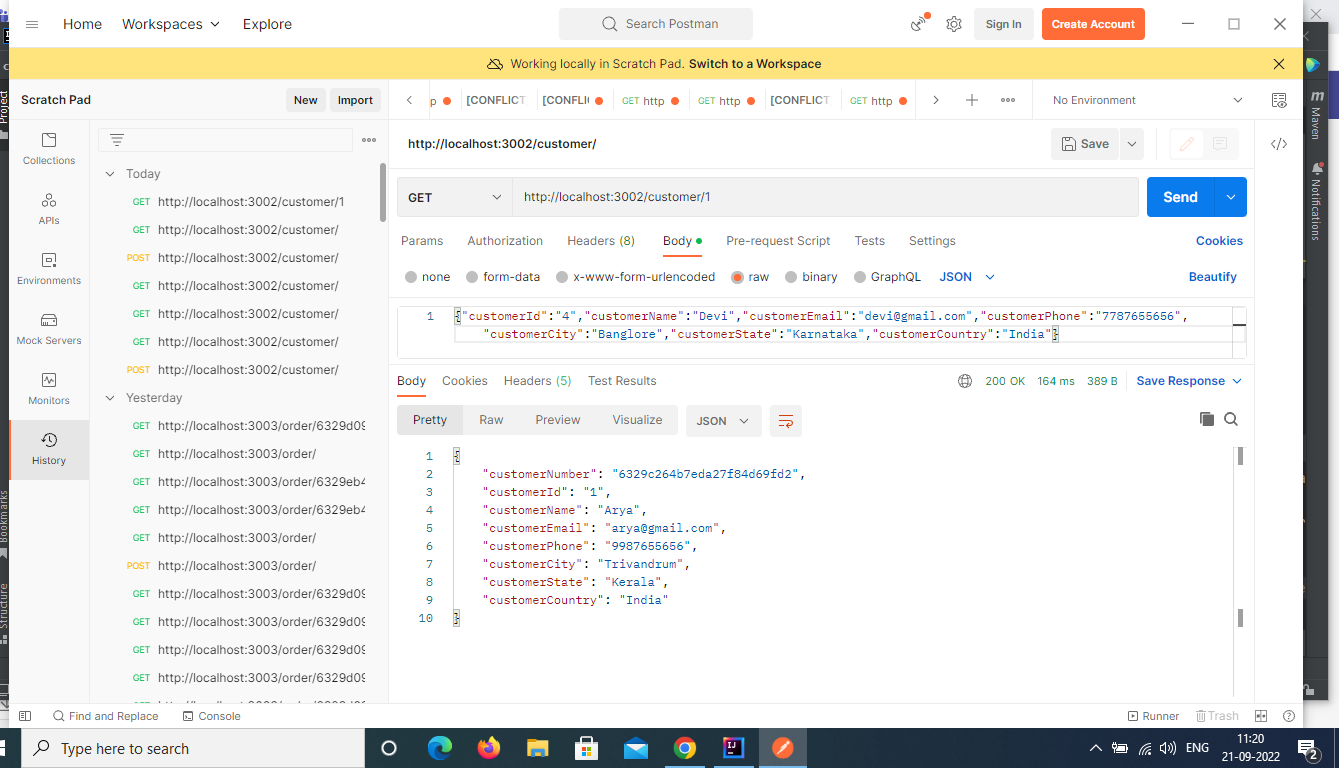 Home
Workspaces
Explore
Search Postman
Sign In
Create Account
Working locally in Scratch Pad. Switch to a Workspace
Scratch Pad
New
Import
p
[CONFLICT
[CONFLI
GET http
GET http
[CONFLICT
GET http
No Environment
Collections
APIs
Environments
Mock Servers
Monitors
History
Today
GET http://localhost:3002/customer/1
GET http://localhost:3002/customer/
POST http://localhost:3002/customer/
GET http://localhost:3002/customer/
GET http://localhost:3002/customer/
GET http://localhost:3002/customer/
POST http://localhost:3002/customer/
Yesterday
GET http://localhost:3003/order/6329d09
GET http://localhost:3003/order/
GET http://localhost:3003/order/6329eb4
GET http://localhost:3003/order/6329eb4
GET http://localhost:3003/order/
POST http://localhost:3003/order/
GET http://localhost:3003/order/6329d09
GET http://localhost:3003/order/6329d09
GET http://localhost:3003/order/6329d09
GET http://localhost:3003/order/6329d09
http://localhost:3002/customer/
Save
GET
http://localhost:3002/customer/1
Send
Params
Authorization
Headers (8)
Body
Pre-request Script
Tests
Settings
Cookies
none
form-data
x-www-form-urlencoded
raw
binary
GraphQL
JSON
Beautify
1 {"customerId":"4","customerName":"Devi","customerEmail":"devi@gmail.com","customerPhone":"7787655656",
"customerCity":"Banglore","customerState":"Karnataka","customerCountry":"India"}
Body
Cookies
Headers (5)
Test Results
200 OK
164 ms
389 B
Save Response
Pretty
Raw
Preview
Visualize
JSON
1 {
2 "customerNumber": "6329c264b7eda27f84d69fd2",
3 "customerId": "1",
4 "customerName": "Arya",
5 "customerEmail": "arya@gmail.com",
6 "customerPhone": "9987655656",
7 "customerCity": "Trivandrum",
8 "customerState": "Kerala",
9 "customerCountry": "India"
10 }
Project
Bookmarks
Structure
m
Maven
Notifications
Find and Replace
Console
Runner
Trash
Type here to search
IJ
ENG
11:20
21-09-2022
2